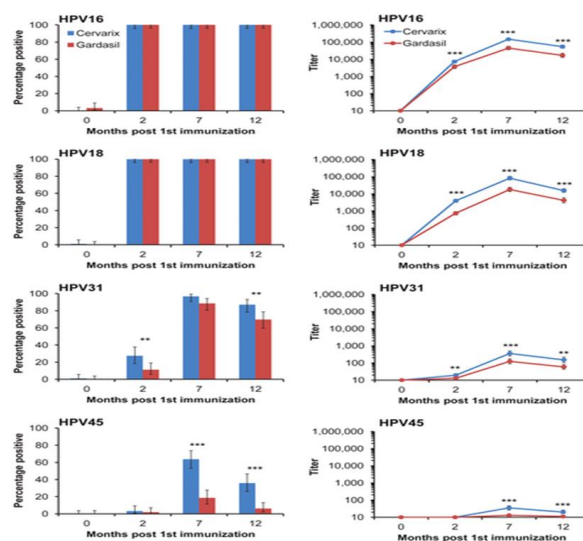 HPV16
Percentage positive
100
80
60
40
20
0
Cervarix
Gardasil
0 2 7 12
Months post 1st immunization
HPV16
Titer
1,000,000
100,000
10,000
1,000
100
10
Cervarix
Gardasil
*** *** ***
0 2 7 12
Months post 1st immunization
HPV18
Percentage positive
100
80
60
40
20
0
0 2 7 12
Months post 1st immunization
HPV18
Titer
1,000,000
100,000
10,000
1,000
100
10
*** *** ***
0 2 7 12
Months post 1st immunization
HPV31
Percentage positive
100
80
60
40
20
0
** **
0 2 7 12
Months post 1st immunization
HPV31
Titer
1,000,000
100,000
10,000
1,000
100
10
** *** **
0 2 7 12
Months post 1st immunization
HPV45
Percentage positive
100
80
60
40
20
0
*** ***
0 2 7 12
Months post 1st immunization
HPV45
Titer
1,000,000
100,000
10,000
1,000
100
10
*** ***
0 2 7 12
Months post 1st immunization